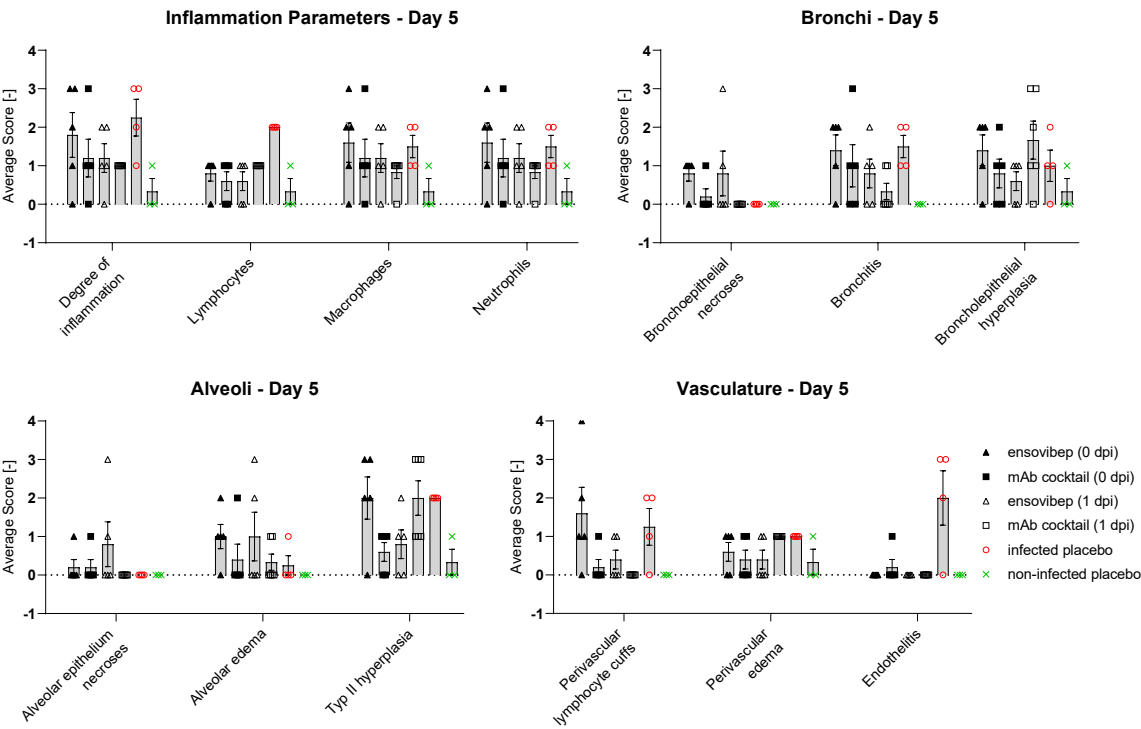 Inflammation Parameters - Day 5
Average Score [-]
4
3
2
1
0
-1
Degree of
inflammation
Lymphocytes
Macrophages
Neutrophils
Bronchi - Day 5
Average Score [-]
4
3
2
1
0
-1
Bronchoepithelial
necroses
Bronchitis
Broncholepithelial
hyperplasia
Alveoli - Day 5
Average Score [-]
4
3
2
1
0
-1
Alveolar epithelium
necroses
Alveolar edema
Typ II hyperplasia
Vasculature - Day 5
Average Score [-]
4
3
2
1
0
-1
Perivascular
lymphocyte cuffs
Perivascular
edema
Endothelitis
ensovibep (0 dpi)
mAb cocktail (0 dpi)
ensovibep (1 dpi)
mAb cocktail (1 dpi)
infected placebo
non-infected placebo